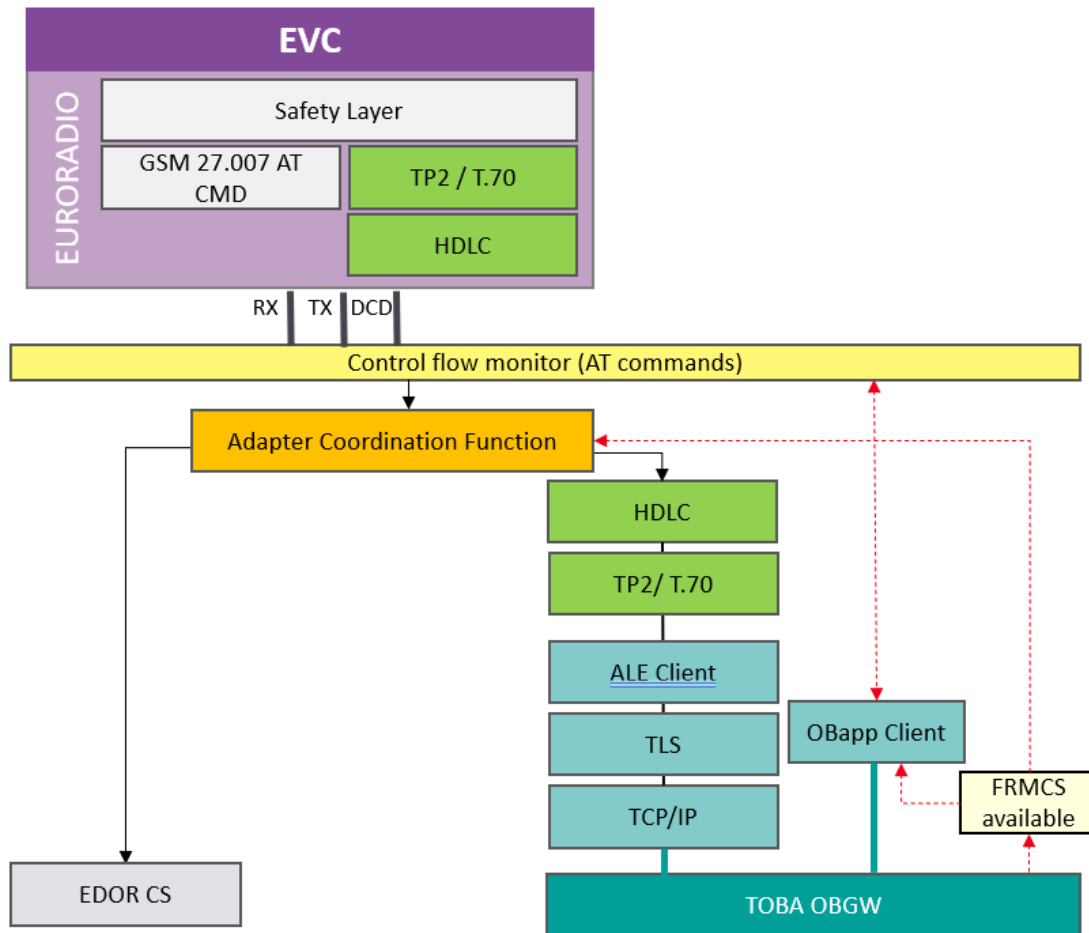 EVC
EURORADIO
Safety Layer
GSM 27.007 AT
CMD
TP2 / T.70
HDLC
RX
TX
DCD
Control flow monitor (AT commands)
Adapter Coordination Function
HDLC
TP2/ T.70
ALE Client
OBapp Client
TLS
FRMCS
available
TCP/IP
EDOR CS
TOBA OBGW